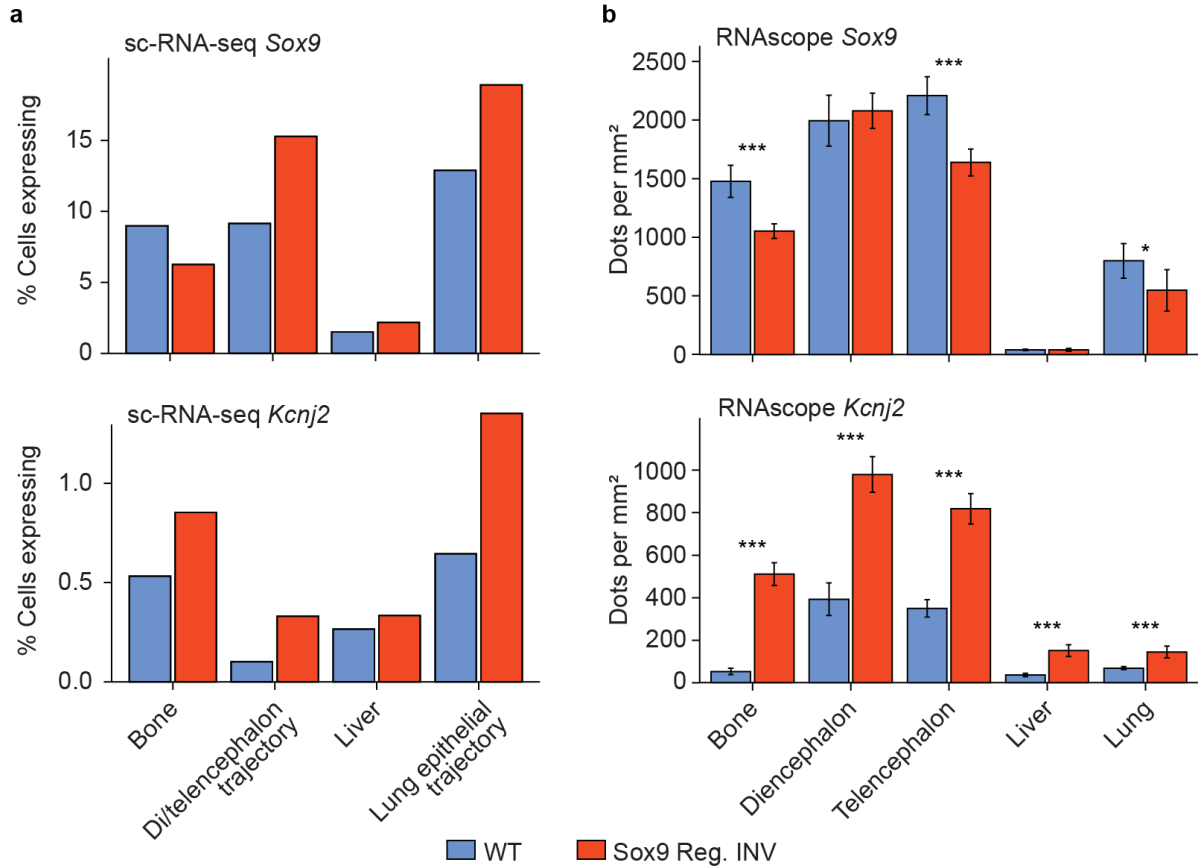 a
sc-RNA-seq Sox9
% Cells expressing
15
10
5
0
sc-RNA-seq Kcnj2
% Cells expressing
1.0
0.5
0.0
Bone
Di/telencephalon
trajectory
Liver
Lung epithelial
trajectory
b
RNAscope Sox9
Dots per mm²
2500
2000
1500
1000
500
0
***
***
*
RNAscope Kcnj2
Dots per mm²
1000
800
600
400
200
0
***
***
***
***
***
Bone
Diencephalon
Telencephalon
Liver
Lung
WT
Sox9 Reg. INV